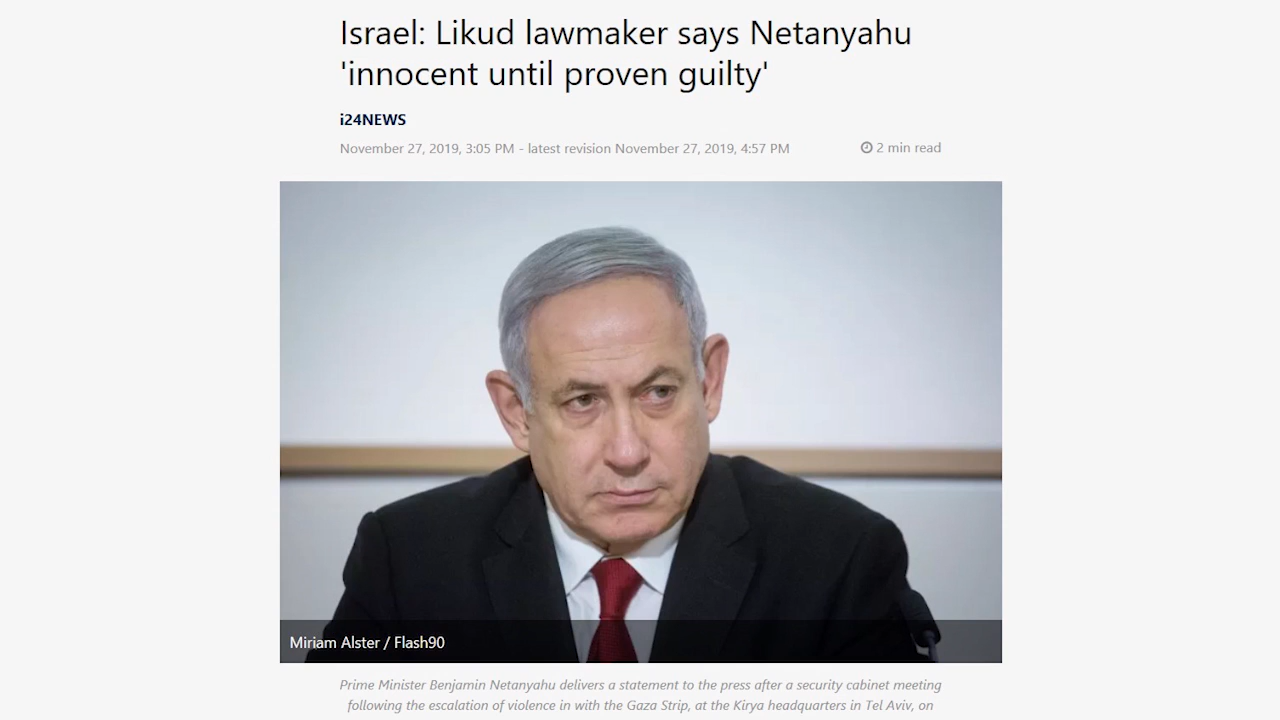 Israel: Likud lawmaker says Netanyahu
'innocent until proven guilty'
i24NEWS
November 27, 2019, 3:05 PM - latest revision November 27, 2019, 4:57 PM
2 min read
Miriam Alster / Flash90
Prime Minister Benjamin Netanyahu delivers a statement to the press after a security cabinet meeting
following the escalation of violence in with the Gaza Strip, at the Kirya headquarters in Tel Aviv, on